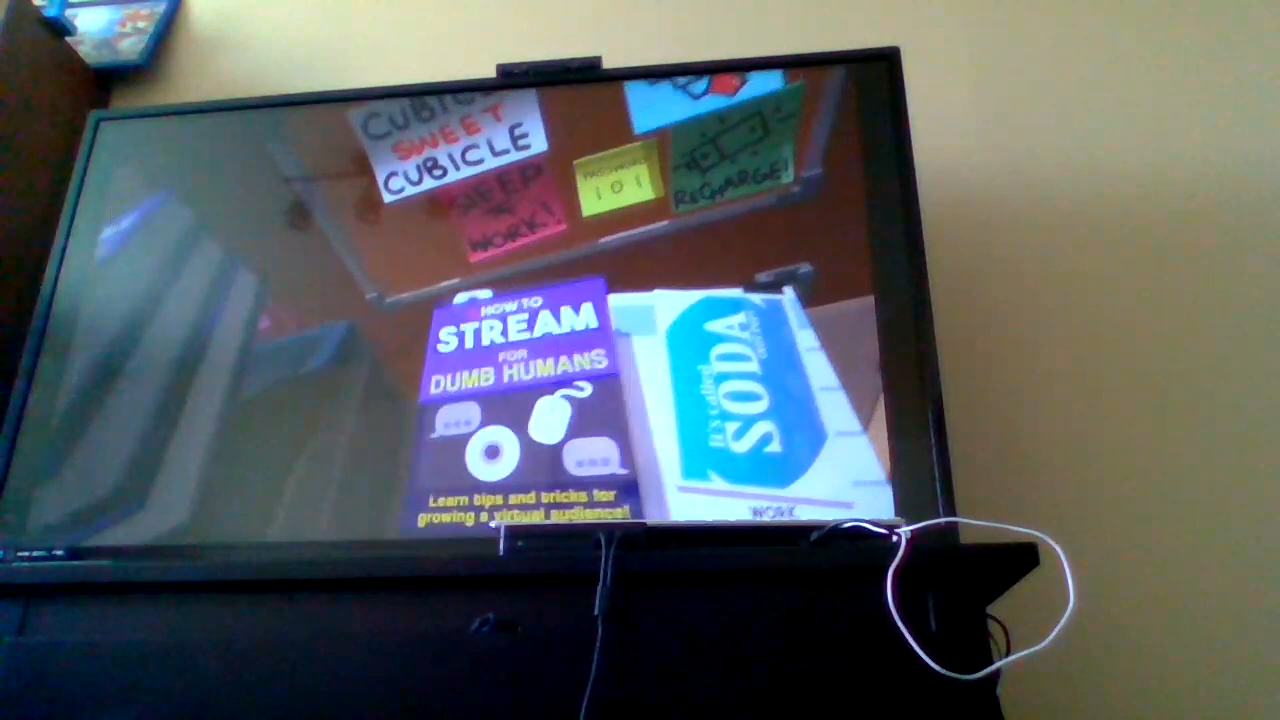 CUBICLE
SWEET
CUBICLE
WORK!
101
RECHARGE!
HOW TO
STREAM
FOR
DUMB HUMANS
Learn tips and tricks for
growing a virtual audience!
It's called
SODA
WORK